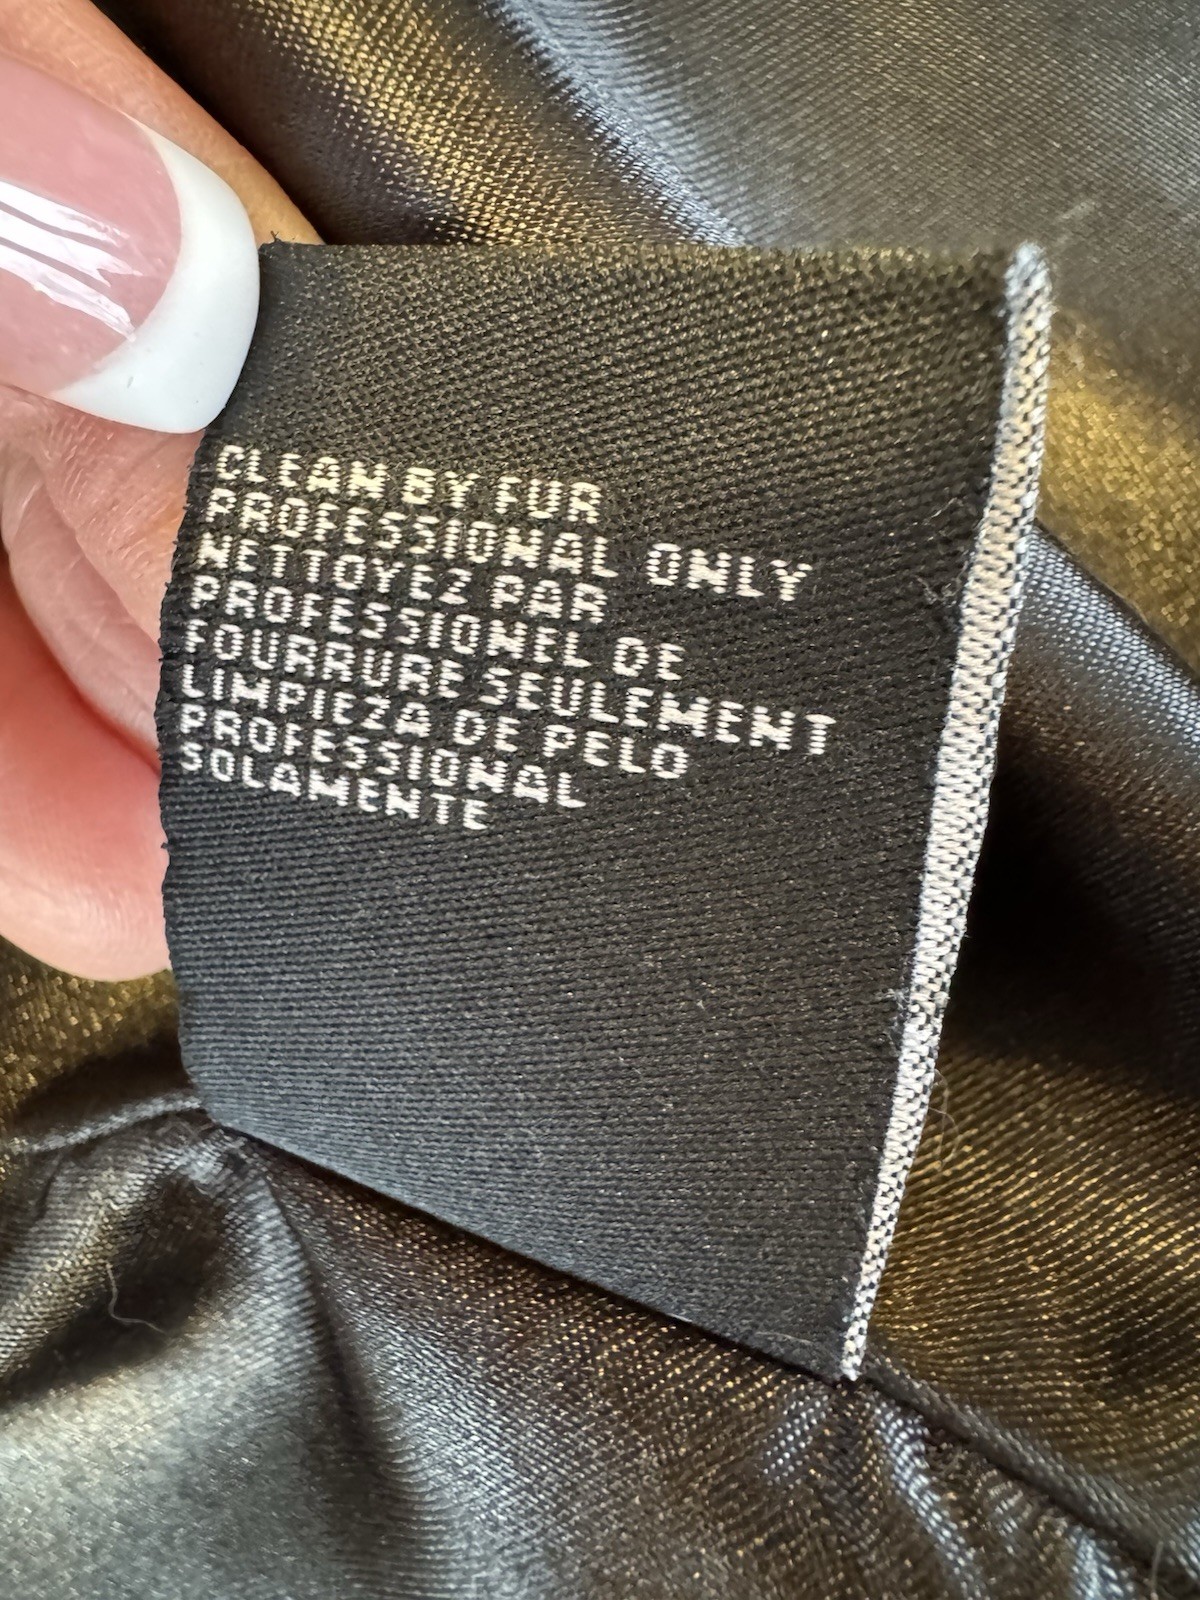 CLEAN BY FUR
PROFESSIONAL ONLY
NETTOYEZ PAR
PROFESSIONEL DE
FOURRURE SEULEMENT
LIMPIEZA DE PELO
PROFESSIONAL
SOLAMENTE